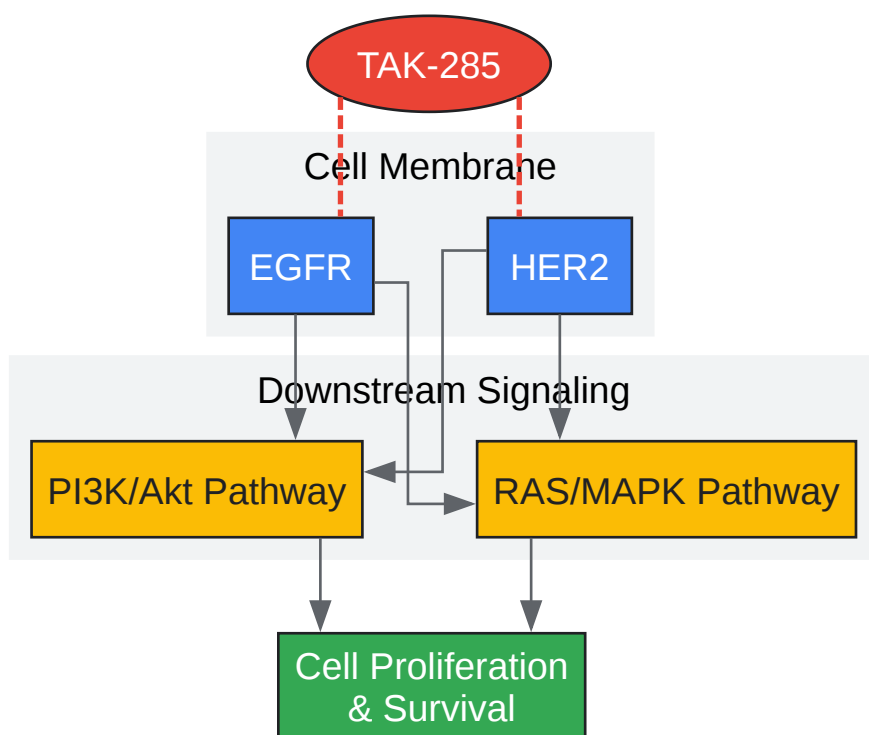 TAK-285
Cell Membrane
EGFR
HER2
Downstream Signaling
PI3K/Akt Pathway
RAS/MAPK Pathway
Cell Proliferation
& Survival